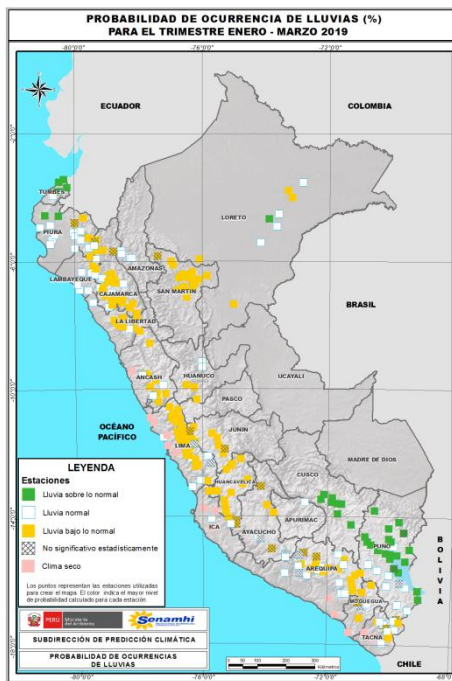 PROBABILIDAD DE OCURRENCIA DE LLUVIAS (%)
PARA EL TRIMESTRE ENERO - MARZO 2019
-80°0'0" -76°0'0" -72°0'0"
ECUADOR
COLOMBIA
TUMBES
LORETO
PIURA
AMAZONAS
LAMBAYEQUE
SAN MARTIN
CAJAMARCA
BRASIL
LA LIBERTAD
ANCASH
HUANUCO
UCAYALI
PASCO
OCÉANO
PACÍFICO
JUNIN
LIMA
MADRE DE DIOS
CUSCO
HUANCAVELICA
ICA
AYACUCHO
APURIMAC
PUNO
AREQUIPA
MOQUEGUA
TACNA
BOLIVIA
CHILE
LEYENDA
Estaciones
Lluvia sobre lo normal
Lluvia normal
Lluvia bajo lo normal
No significativo estadísticamente
Clima seco
Los puntos representan las estaciones utilizadas
para crear el mapa. El color indica el mayor nivel
de probabilidad calculado para cada estación.
PERÚ
Ministerio
del Ambiente
Senamhi
SUBDIRECCIÓN DE PREDICCIÓN CLIMÁTICA
PROBABILIDAD DE OCURRENCIAS
DE LLUVIAS
Kilómetros
-80°0'0" -76°0'0" -72°0'0"